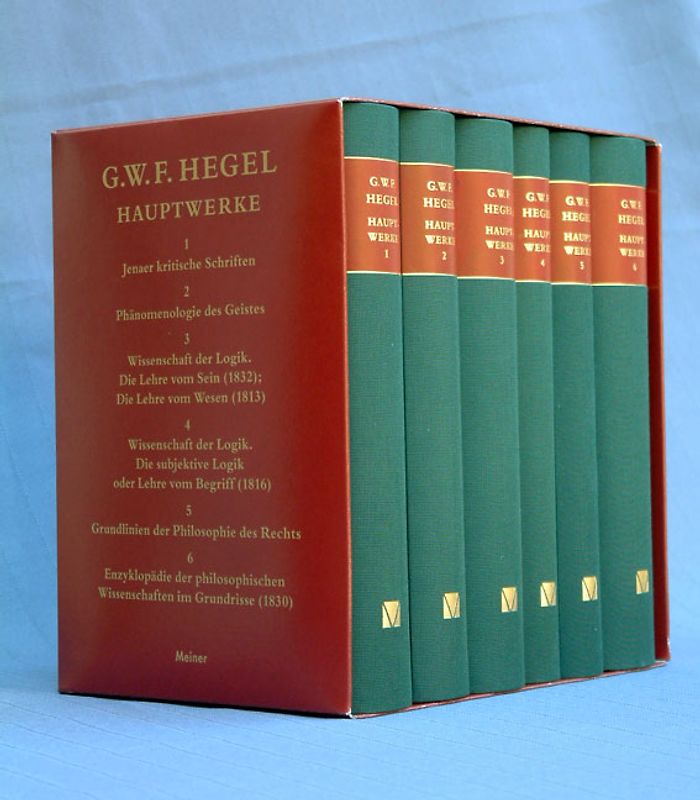 G.W.F. HEGEL
HAUPTWERKE
1
Jenaer kritische Schriften
2
Phänomenologie des Geistes
3
Wissenschaft der Logik.
Die Lehre vom Sein (1832);
Die Lehre vom Wesen (1813)
4
Wissenschaft der Logik.
Die subjektive Logik
oder Lehre vom Begriff (1816)
5
Grundlinien der Philosophie des Rechts
6
Enzyklopädie der philosophischen
Wissenschaften im Grundrisse (1830)
Meiner
G.W.F.
HEGEL
HAUPT-
WERKE
1
G.W.F.
HEGEL
HAUPT-
WERKE
2
G.W.F.
HEGEL
HAUPT-
WERKE
3
G.W.F.
HEGEL
HAUPT-
WERKE
4
G.W.F.
HEGEL
HAUPT-
WERKE
5
G.W.F.
HEGEL
HAUPT-
WERKE
6